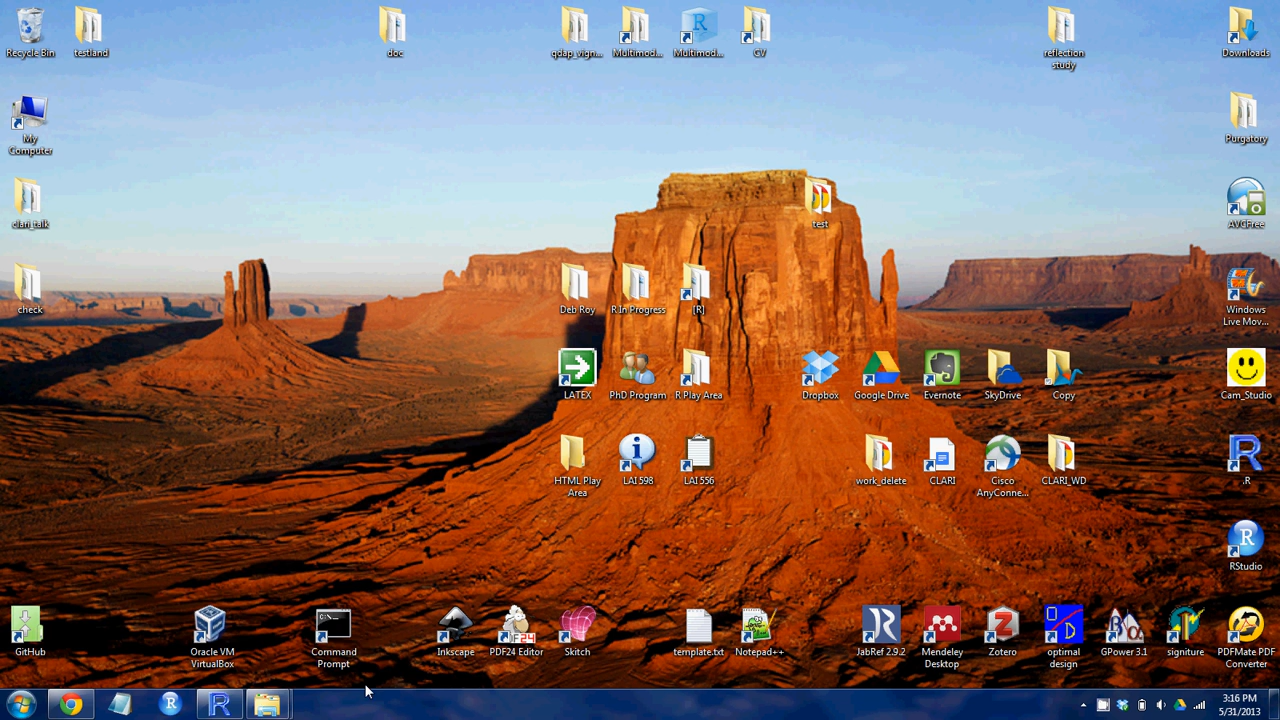 Recycle Bin
testland
doc
qdap_vign...
Multimod...
R
Multimod...
CV
reflection
study
Downloads
My
Computer
Purgatory
clari_talk
test
AVGFree
check
Deb Roy
R In Progress
[R]
Windows
Live Mov...
LATEX
PhD Program
R Play Area
Dropbox
Google Drive
Evernote
SkyDrive
Copy
Cam_Studio
HTML Play
Area
LAI 598
LAI 556
work_delete
CLARI
Cisco
AnyConne...
CLARI_WD
R
.R
R
RStudio
GitHub
Oracle VM
VirtualBox
C:\_
Command
Prompt
Inkscape
F24
PDF24 Editor
Skitch
template.txt
Notepad++
JabRef 2.9.2
Mendeley
Desktop
Z
Zotero
O
D
optimal
design
GPower 3.1
signiture
PDFMate PDF
Converter
R
R
3:16 PM
5/31/2013